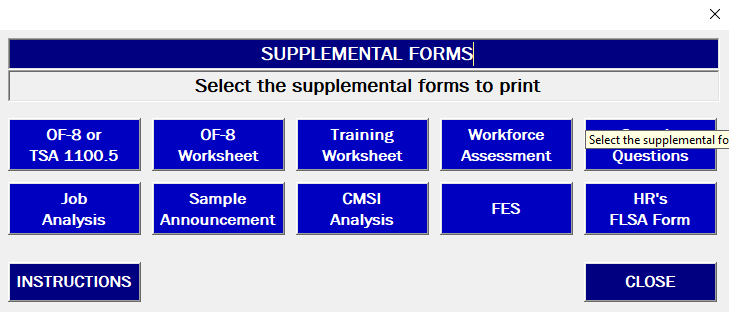 SUPPLEMENTAL FORMS
Select the supplemental forms to print
OF-8 or
TSA 1100.5
OF-8
Worksheet
Training
Worksheet
Workforce
Assessment
Select the supplemental fo
Questions
Job
Analysis
Sample
Announcement
CMSI
Analysis
FES
HR's
FLSA Form
INSTRUCTIONS
CLOSE